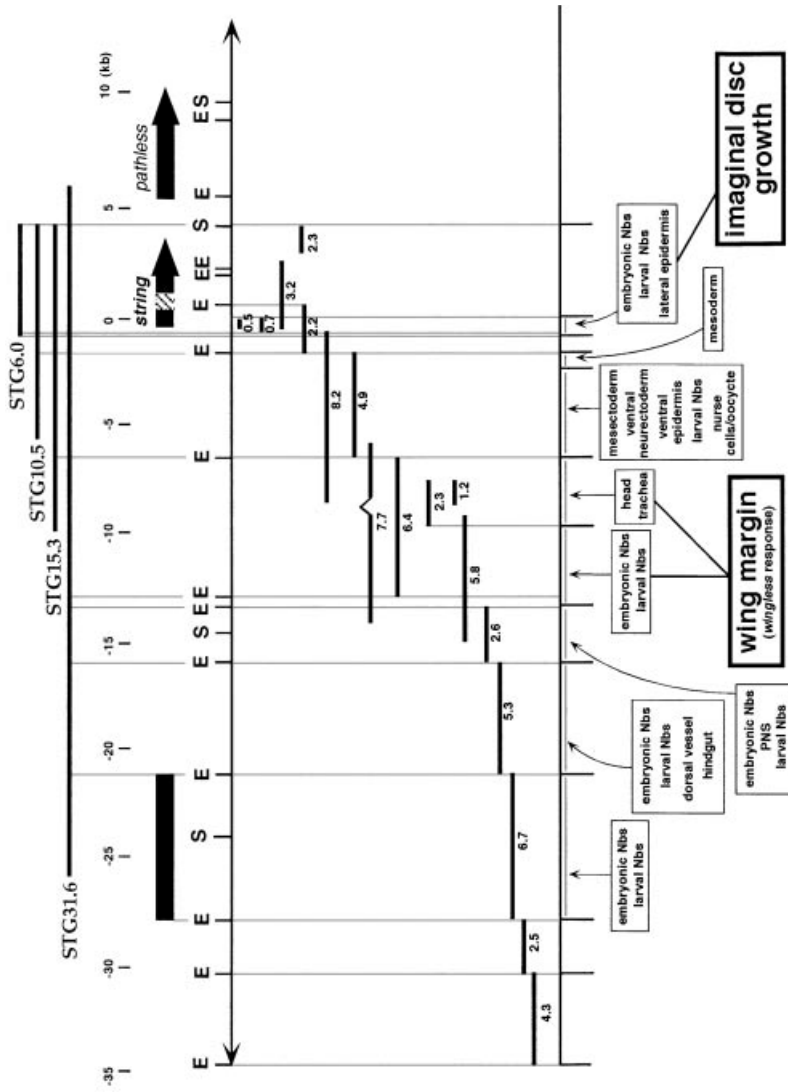 STG6.0
STG10.5
STG15.3
STG31.6
-35 -30 -25 -20 -15 -10 -5 0 5 10 (kb)
string pathless
E E E S E E S E E E E E E E S E E S
0.5
0.7
3.2
2.3
2.2
8.2
4.9
7.7
6.4
2.3
1.2
5.8
2.6
5.3
6.7
2.5
4.3
embryonic Nbs
larval Nbs
embryonic Nbs
larval Nbs
dorsal vessel
hindgut
embryonic Nbs
PNS
larval Nbs
embryonic Nbs
larval Nbs
head
trachea
mesectoderm
ventral
neurectoderm
ventral
epidermis
larval Nbs
nurse
cells/oocyte
mesoderm
embryonic Nbs
larval Nbs
lateral epidermis
wing margin
(wingless response)
imaginal disc
growth